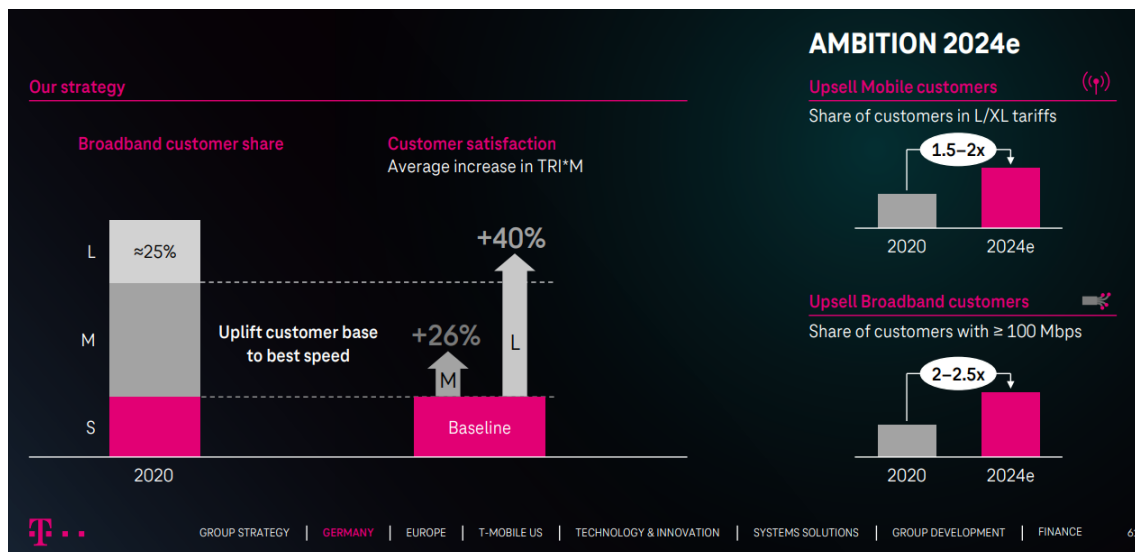 AMBITION 2024e
Our strategy
Broadband customer share
Customer satisfaction
Average increase in TRI*M
L
≈25%
M
S
2020
Uplift customer base
to best speed
+26%
M
+40%
L
Baseline
Upsell Mobile customers
Share of customers in L/XL tariffs
1.5–2x
2020
2024e
Upsell Broadband customers
Share of customers with ≥ 100 Mbps
2–2.5x
2020
2024e
T
GROUP STRATEGY | GERMANY | EUROPE | T-MOBILE US | TECHNOLOGY & INNOVATION | SYSTEMS SOLUTIONS | GROUP DEVELOPMENT | FINANCE